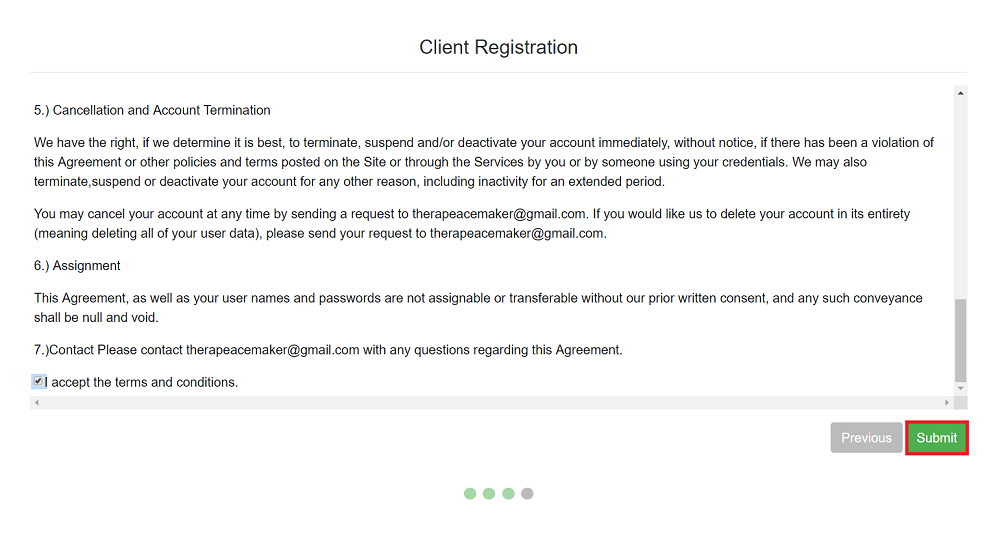 Client Registration
5.) Cancellation and Account Termination
We have the right, if we determine it is best, to terminate, suspend and/or deactivate your account immediately, without notice, if there has been a violation of
this Agreement or other policies and terms posted on the Site or through the Services by you or by someone using your credentials. We may also
terminate,suspend or deactivate your account for any other reason, including inactivity for an extended period.
You may cancel your account at any time by sending a request to therapeacemaker@gmail.com. If you would like us to delete your account in its entirety
(meaning deleting all of your user data), please send your request to therapeacemaker@gmail.com.
6.) Assignment
This Agreement, as well as your user names and passwords are not assignable or transferable without our prior written consent, and any such conveyance
shall be null and void.
7.)Contact Please contact therapeacemaker@gmail.com with any questions regarding this Agreement.
I accept the terms and conditions.
Previous Submit